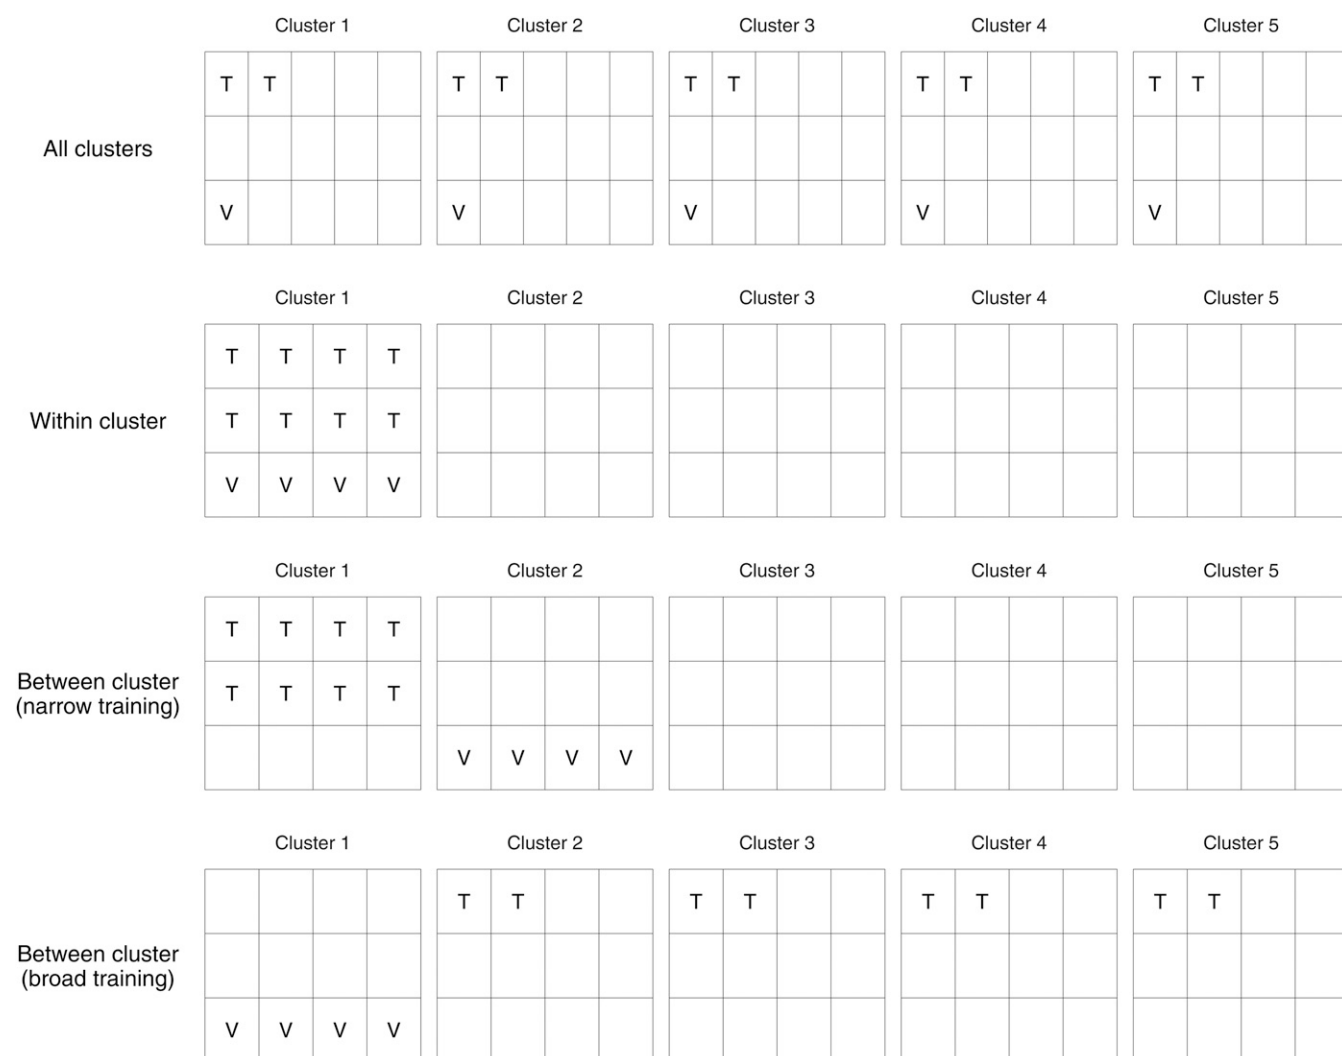 Cluster 1 Cluster 2 Cluster 3 Cluster 4 Cluster 5
T T T T T T T T T T
All clusters
V V V V V
Cluster 1 Cluster 2 Cluster 3 Cluster 4 Cluster 5
T T T T
Within cluster T T T T
V V V V
Cluster 1 Cluster 2 Cluster 3 Cluster 4 Cluster 5
T T T T
Between cluster
(narrow training)
T T T T
V V V V
Cluster 1 Cluster 2 Cluster 3 Cluster 4 Cluster 5
T T T T T T T T
Between cluster
(broad training)
V V V V